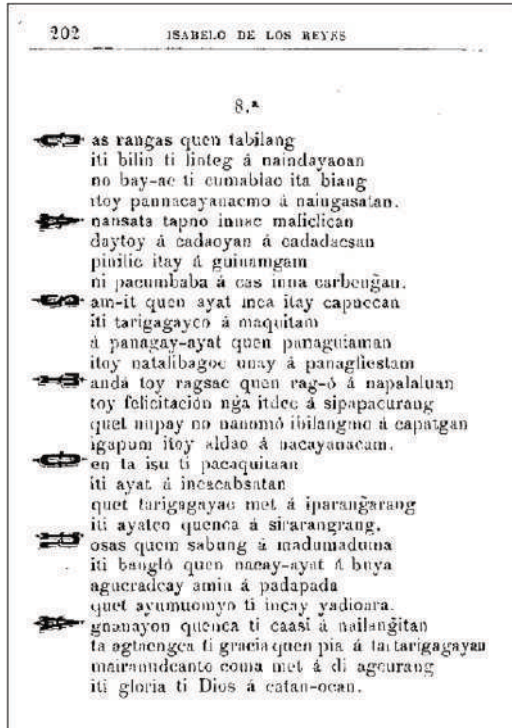 202 ISABELO DE LOS REYES
8.ª
as rangas quen tabilang
iti bilin ti linteg á naindayaoan
no bay-ac ti cumablao ita biang
itoy pannacayanacmo á naingasatan.
nansata tapno innac maliclican
daytoy á cadaoyan á cadadacsan
pinilic itay á guinamgam
ni pacumbaba á cas inna carbengãn.
am-it quen ayat inca itay capuccan
iti tarigagayco á maquitam
á panagay-ayat quen panaguiaman
itoy natalibagoc unay á panagliestam
anda toy ragsac quen rag-ó á napalaluan
toy felicitación nga itdec á sipapacurang
quet nupay no nanomó ibilangmo á capatgan
igapum itoy aldao á nacayanacam.
en ta isu ti pacaquitaan
iti ayat á incacabsatan
quet tarigagayac met á iparangarang
iti ayatco quenca á sirarangrang.
osas quem sabung á madumaduma
iti bangló quen nacay-ayat á buya
agucradcay amin á padapada
quet ayumuomyo ti incay yadioara.
gnanayon quenca ti caasi á nailangitan
ta agtaengca ti gracia quen pia á taitarigagayan
mairanudcanto coma met á di agcurang
iti gloria ti Dios á catan-ocan.